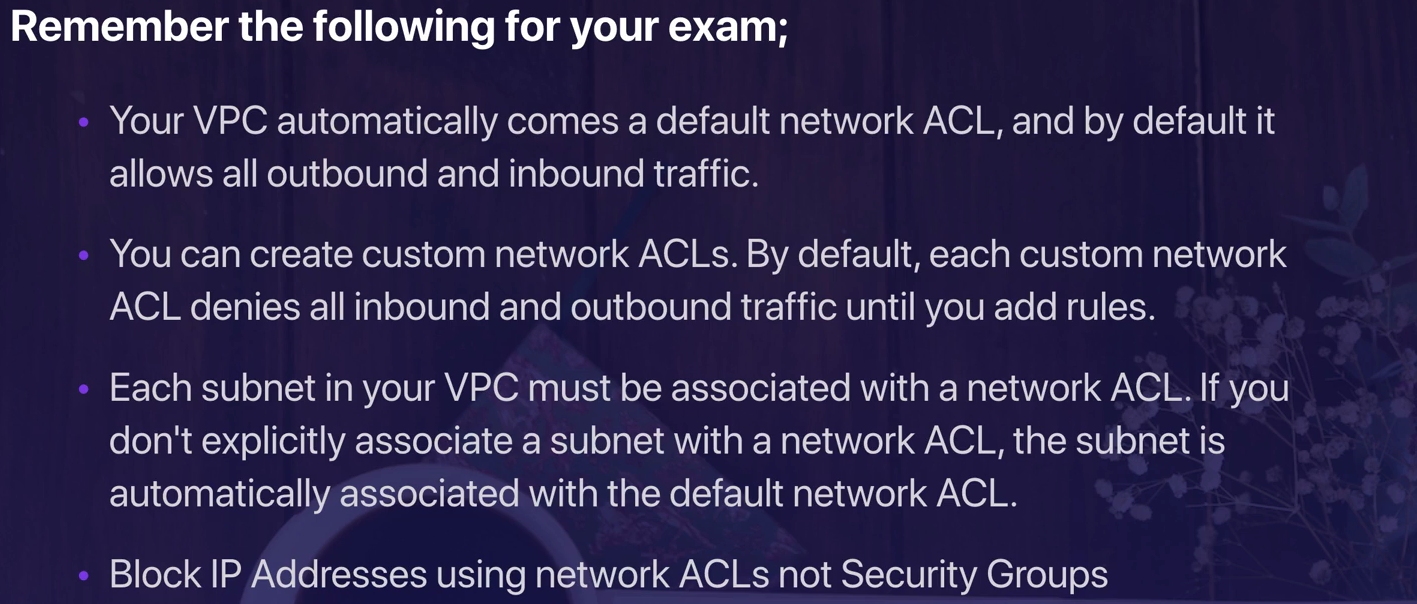 Remember the following for your exam;
• Your VPC automatically comes a default network ACL, and by default it
allows all outbound and inbound traffic.
• You can create custom network ACLs. By default, each custom network
ACL denies all inbound and outbound traffic until you add rules.
• Each subnet in your VPC must be associated with a network ACL. If you
don't explicitly associate a subnet with a network ACL, the subnet is
automatically associated with the default network ACL.
• Block IP Addresses using network ACLs not Security Groups